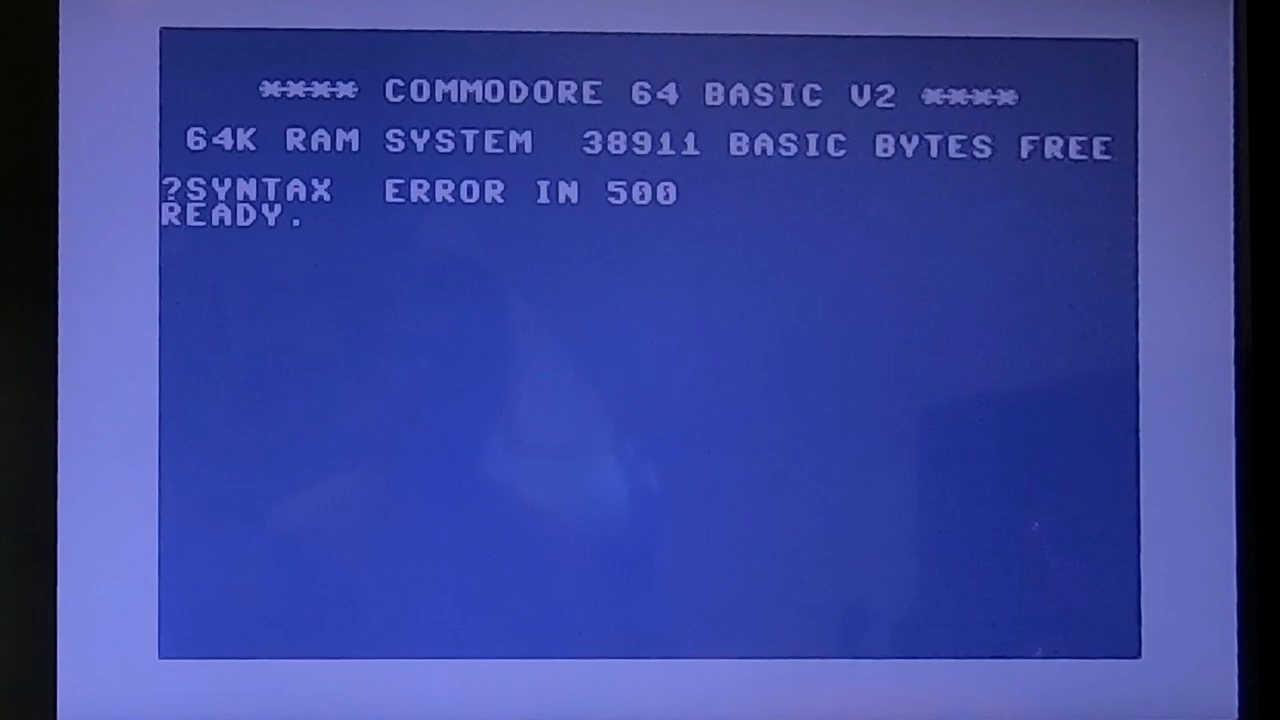 **** COMMODORE 64 BASIC V2 ****
64K RAM SYSTEM  38911 BASIC BYTES FREE
?SYNTAX  ERROR IN 500
READY.